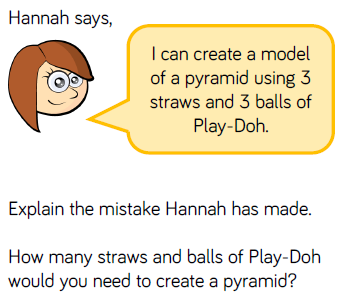 Hannah says,
I can create a model
of a pyramid using 3
straws and 3 balls of
Play-Doh.
Explain the mistake Hannah has made.
How many straws and balls of Play-Doh
would you need to create a pyramid?